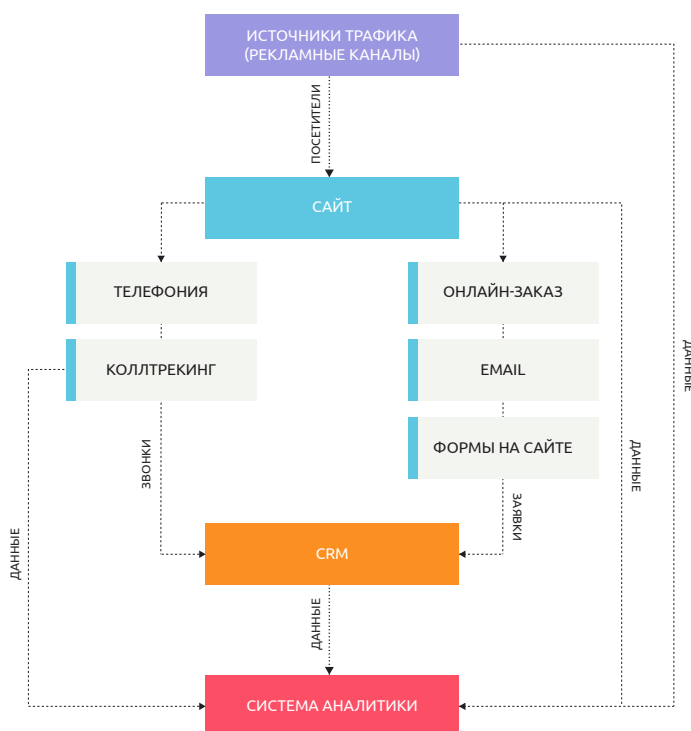 ИСТОЧНИКИ ТРАФИКА
(РЕКЛАМНЫЕ КАНАЛЫ)
ПОСЕТИТЕЛИ
САЙТ
ТЕЛЕФОНИЯ
ОНЛАЙН-ЗАКАЗ
КОЛЛТРЕКИНГ
EMAIL
ДАННЫЕ
ФОРМЫ НА САЙТЕ
ЗВОНКИ
ДАННЫЕ
ЗАЯВКИ
ДАННЫЕ
CRM
ДАННЫЕ
СИСТЕМА АНАЛИТИКИ